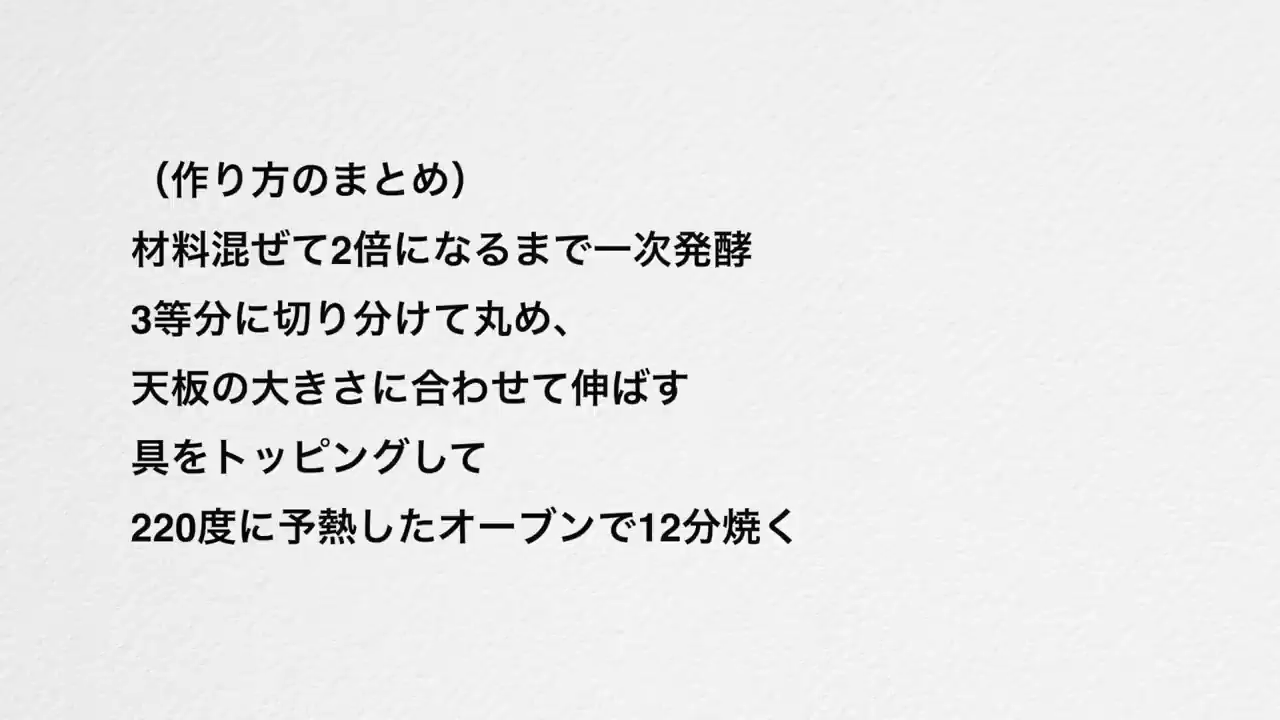 （作り方のまとめ）
材料混ぜて2倍になるまで一次発酵
3等分に切り分けて丸め、
天板の大きさに合わせて伸ばす
具をトッピングして
220度に予熱したオーブンで12分焼く